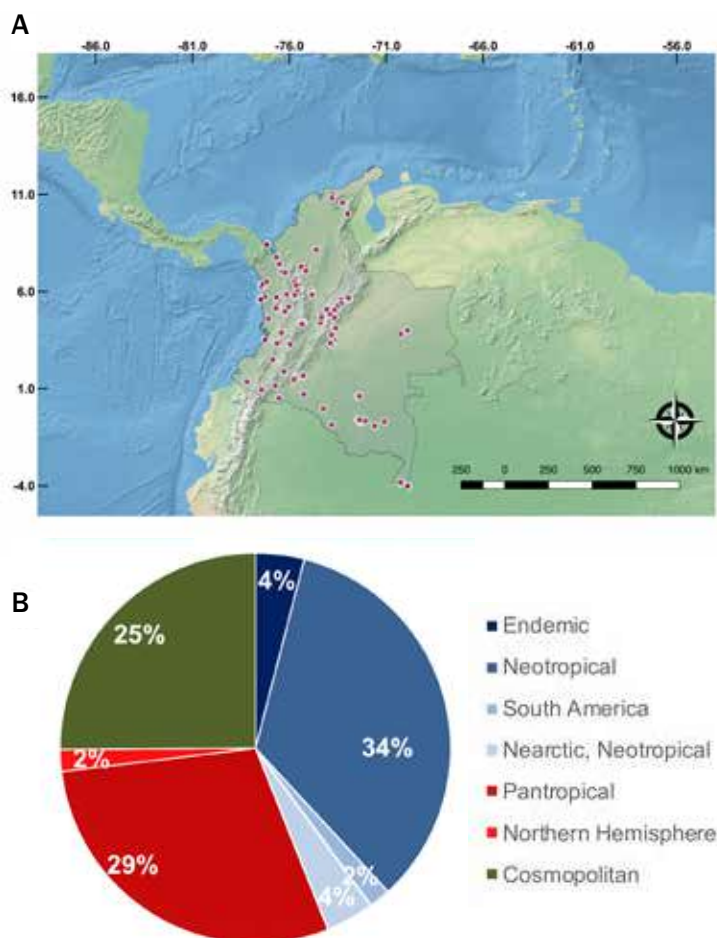 A
-86.0 -81.0 -76.0 -71.0 -66.0 -61.0 -56.0
16.0
11.0
6.0
1.0
-4.0
250 0 250 500 750 1000 km
B
4%
34%
2%
4%
29%
2%
25%
Endemic
Neotropical
South America
Nearctic, Neotropical
Pantropical
Northern Hemisphere
Cosmopolitan